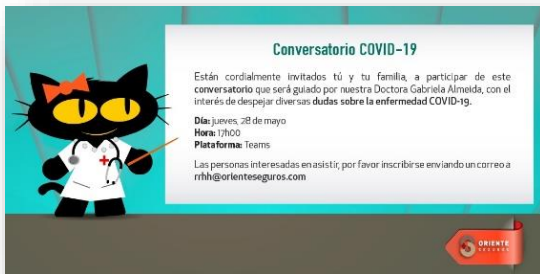 Conversatorio COVID-19
Están cordialmente invitados tú y tu familia, a participar de este
conversatorio que será guiado por nuestra Doctora Gabriela Almeida, con el
interés de despejar diversas dudas sobre la enfermedad COVID-19.
Día: jueves, 28 de mayo
Hora: 17h00
Plataforma: Teams
Las personas interesadas en asistir, por favor inscribirse enviando un correo a
rrhh@orienteseguros.com
ORIENTE
SEGUROS